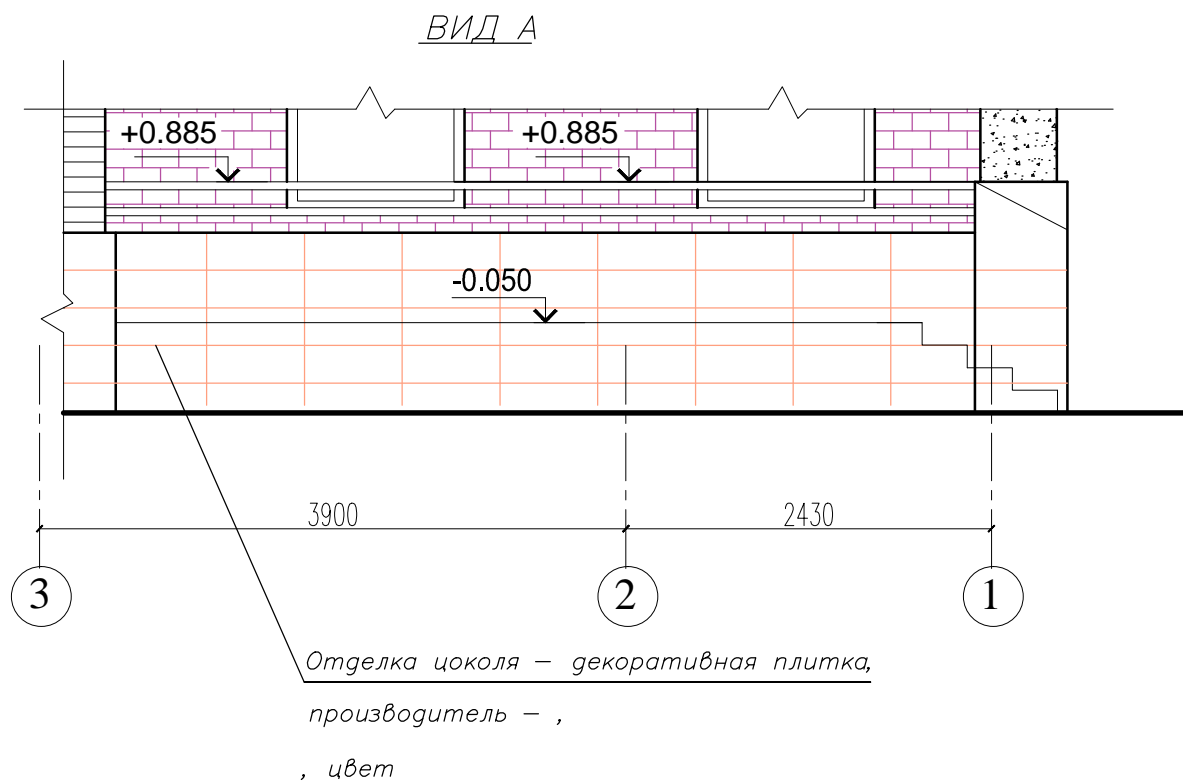 ВИД А
+0.885 +0.885
-0.050
3900 2430
3 2 1
Отделка цоколя – декоративная плитка,
производитель – ,
, цвет